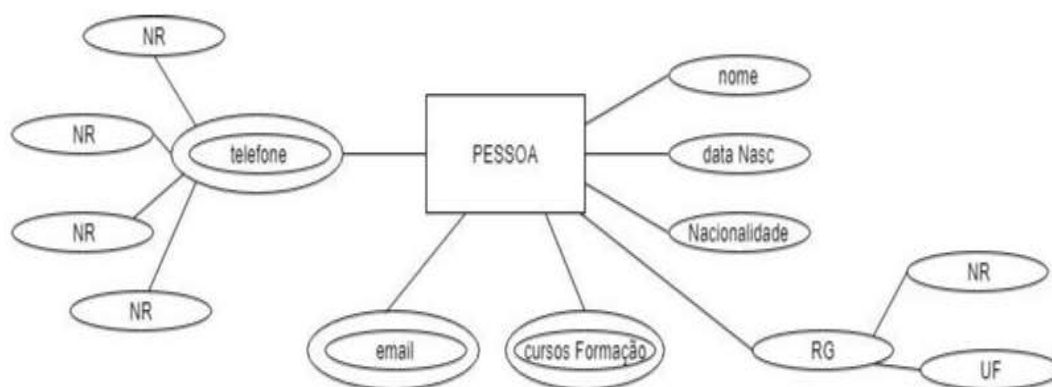 NR
nome
NR
telefone
PESSOA
data Nasc
NR
Nacionalidade
NR
NR
email
cursos Formação
RG
UF